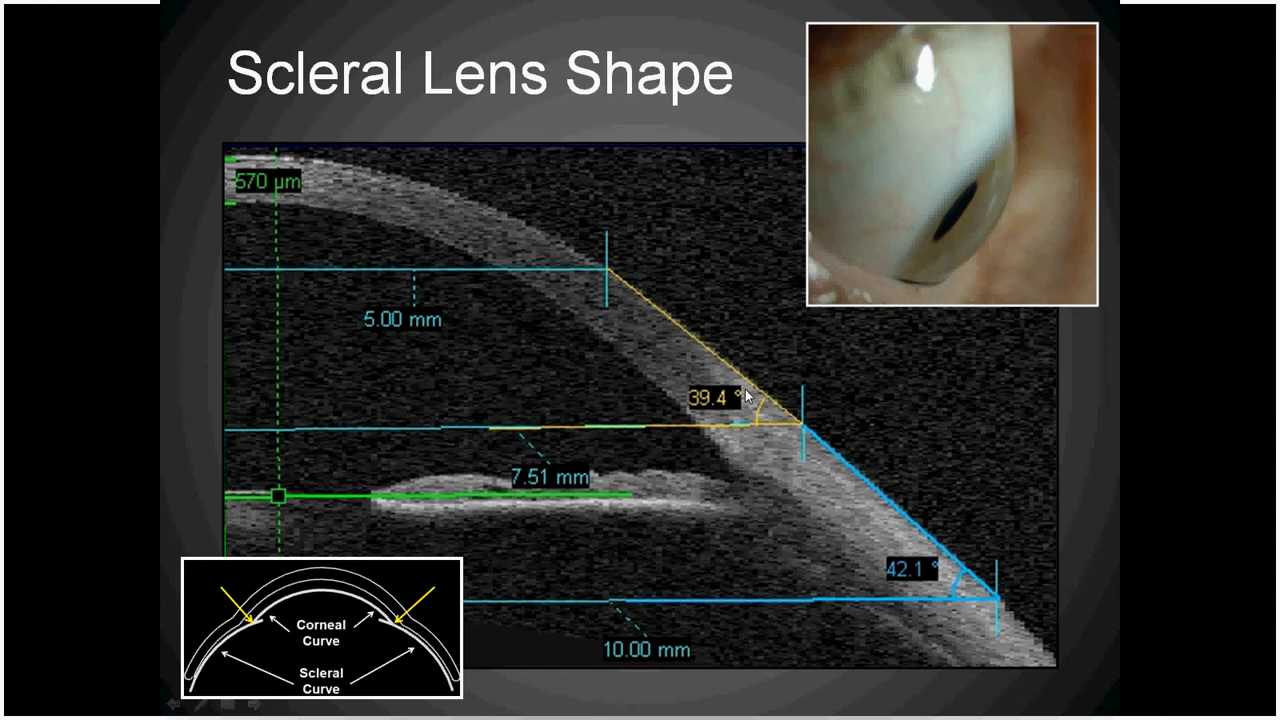 Scleral Lens Shape
570 µm
5.00 mm
39.4 °
7.51 mm
42.1 °
10.00 mm
Corneal
Curve
Scleral
Curve